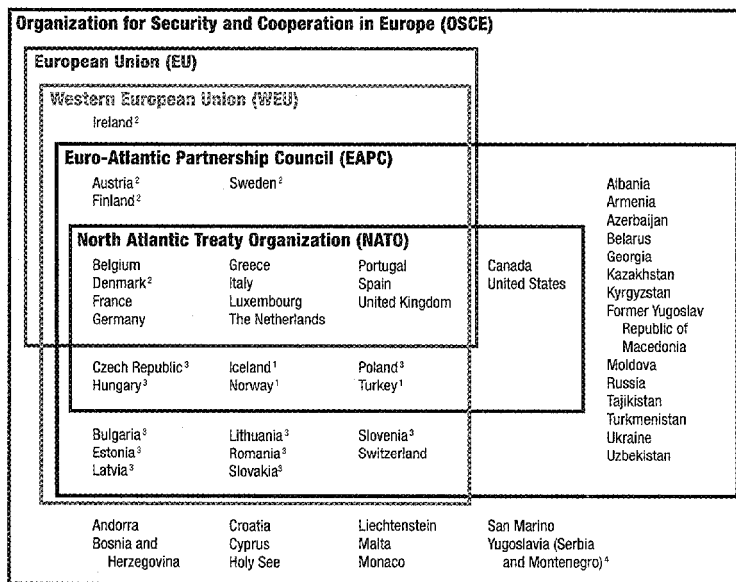 Organization for Security and Cooperation in Europe (OSCE)
European Union (EU)
Western European Union (WEU)
Ireland²
Euro-Atlantic Partnership Council (EAPC)
Austria² Sweden²
Finland²
Albania
Armenia
Azerbaijan
Belarus
Georgia
Kazakhstan
Kyrgyzstan
Former Yugoslav
Republic of
Macedonia
Moldova
Russia
Tajikistan
Turkmenistan
Ukraine
Uzbekistan
North Atlantic Treaty Organization (NATO)
Belgium Greece Portugal Canada
Denmark² Italy Spain United States
France Luxembourg United Kingdom
Germany The Netherlands
Czech Republic³ Iceland¹ Poland³
Hungary³ Norway¹ Turkey¹
Bulgaria³ Lithuania³ Slovenia³
Estonia³ Romania³ Switzerland
Latvia³ Slovakia³
Andorra Croatia Liechtenstein San Marino
Bosnia and Cyprus Malta Yugoslavia (Serbia
Herzegovina Holy See Monaco and Montenegro)⁴